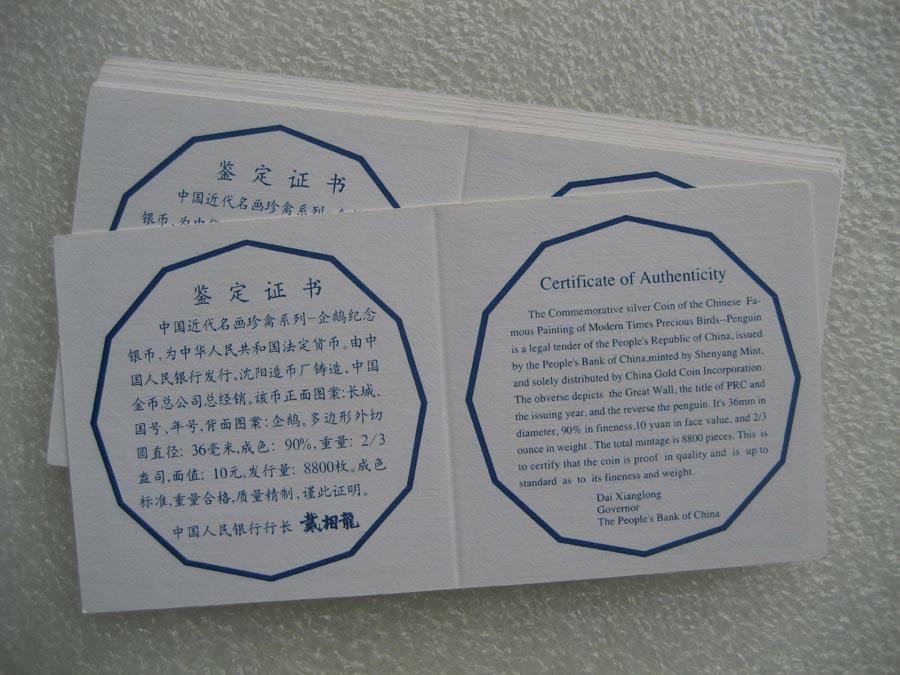 鉴定证书
中国近代名画珍禽系列-企
银币,为中华
鉴定证书
中国近代名画珍禽系列-企鹅纪念
银币,为中华人民共和国法定货币。由中
国人民银行发行,沈阳造币厂铸造,中国
金币总公司总经销。该币正面图案:长城、
国号、年号,背面图案:企鹅。多边形外切
圆直径: 36毫米,成色: 90%,重量: 2/3
盎司,面值: 10元,发行量: 8800枚。成色
标准,重量合格,质量精制,谨此证明。
中国人民银行行长 戴相龍
Certificate of Authenticity
The Commemorative silver Coin of the Chinese Fa-
mous Painting of Modern Times Precious Birds--Penguin
is a legal tender of the People's Republic of China, issued
by the People's Bank of China,minted by Shenyang Mint,
and solely distributed by China Gold Coin Incorporation.
The obverse depicts the Great Wall, the title of PRC and
the issuing year, and the reverse the penguin. It's 36mm in
diameter, 90% in fineness,10 yuan in face value, and 2/3
ounce in weight . The total mintage is 8800 pieces. This is
to certify that the coin is proof in quality and is up to
standard as to its fineness and weight.
Dai Xianglong
Governor
The People's Bank of China